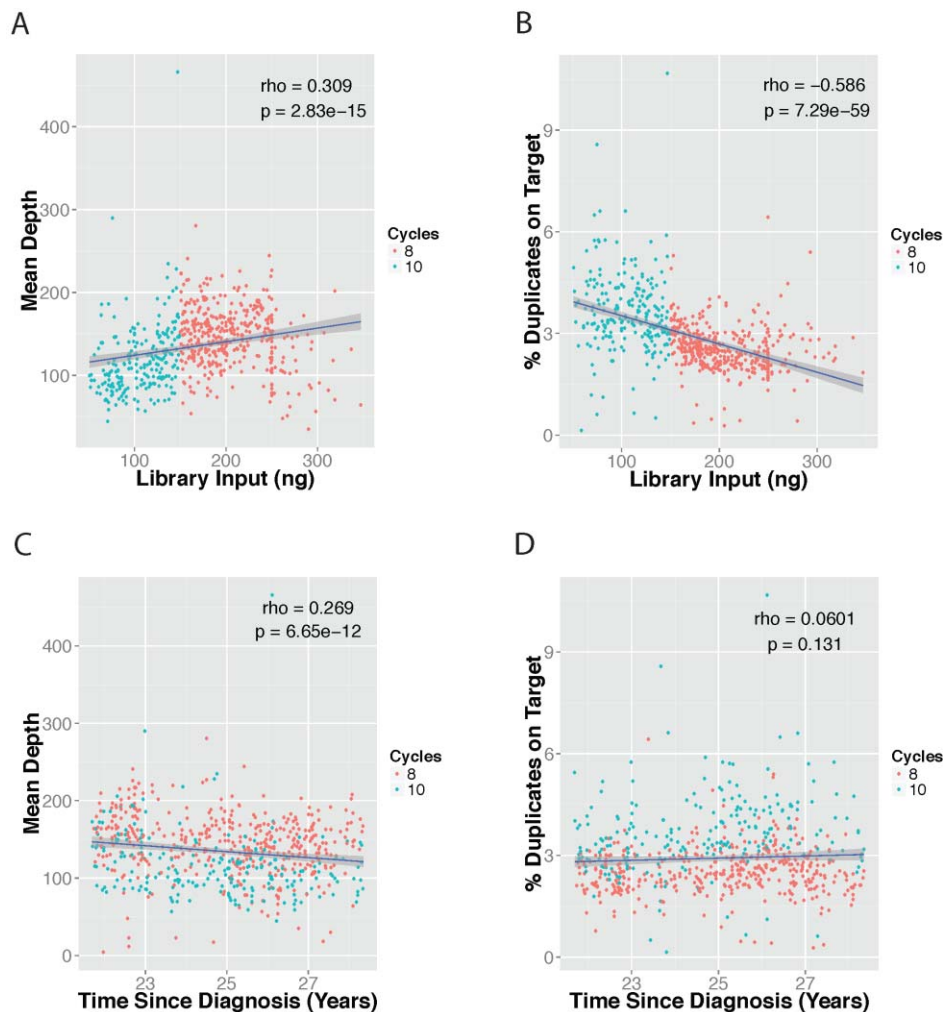 A
rho = 0.309
p = 2.83e−15
Mean Depth
400
300
200
100
Cycles
8
10
100
200
300
Library Input (ng)
B
rho = −0.586
p = 7.29e−59
% Duplicates on Target
9
6
3
0
Cycles
8
10
100
200
300
Library Input (ng)
C
rho = 0.269
p = 6.65e−12
Mean Depth
400
300
200
100
0
Cycles
8
10
23
25
27
Time Since Diagnosis (Years)
D
rho = 0.0601
p = 0.131
% Duplicates on Target
9
6
3
0
Cycles
8
10
23
25
27
Time Since Diagnosis (Years)